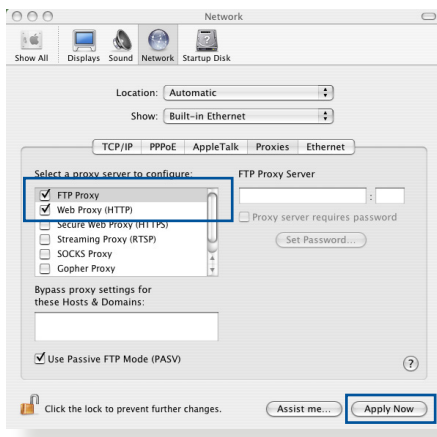 Network
Show All Displays Sound Network Startup Disk
Location: Automatic
Show: Built-in Ethernet
TCP/IP PPPoE AppleTalk Proxies Ethernet
Select a proxy server to configure: FTP Proxy Server
FTP Proxy :
Web Proxy (HTTP) Proxy server requires password
Secure Web Proxy (HTTPS)
Streaming Proxy (RTSP) Set Password...
SOCKS Proxy
Gopher Proxy
Bypass proxy settings for
these Hosts & Domains:
Use Passive FTP Mode (PASV) ?
Click the lock to prevent further changes. Assist me... Apply Now